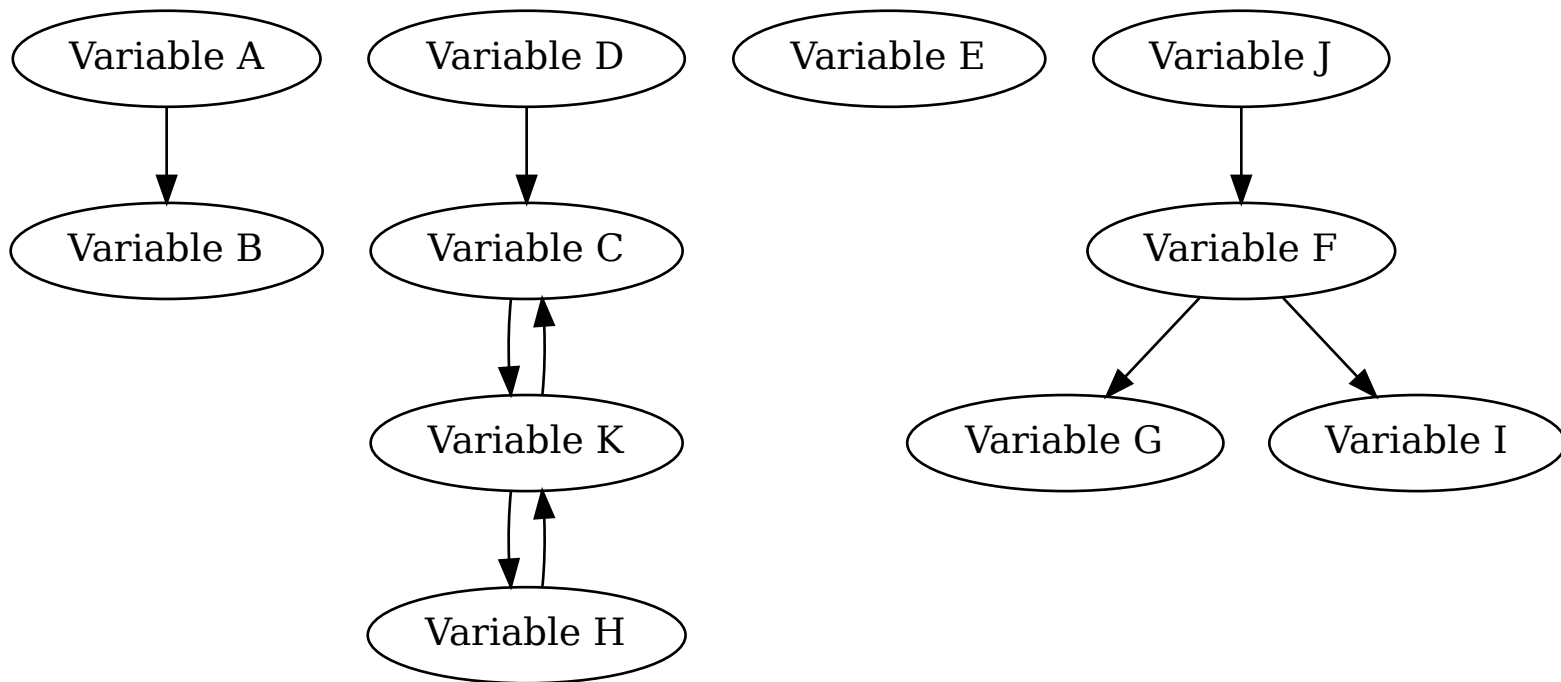 Variable A
Variable D
Variable E
Variable J
Variable B
Variable C
Variable F
Variable K
Variable G
Variable I
Variable H